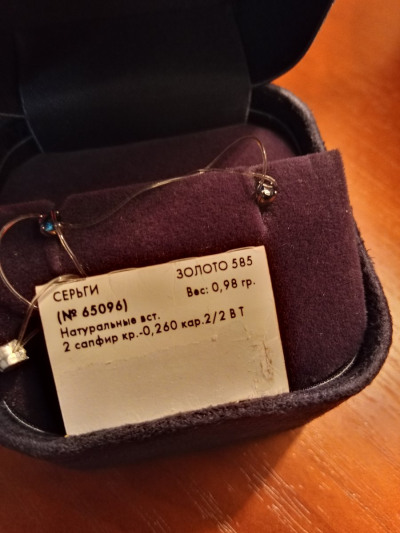 СЕРЬГИ ЗОЛОТО 585
(№ 65096) Вес: 0,98 гр.
Натуральные вст.
2 сапфир кр.-0,260 кар.2/2 В Т